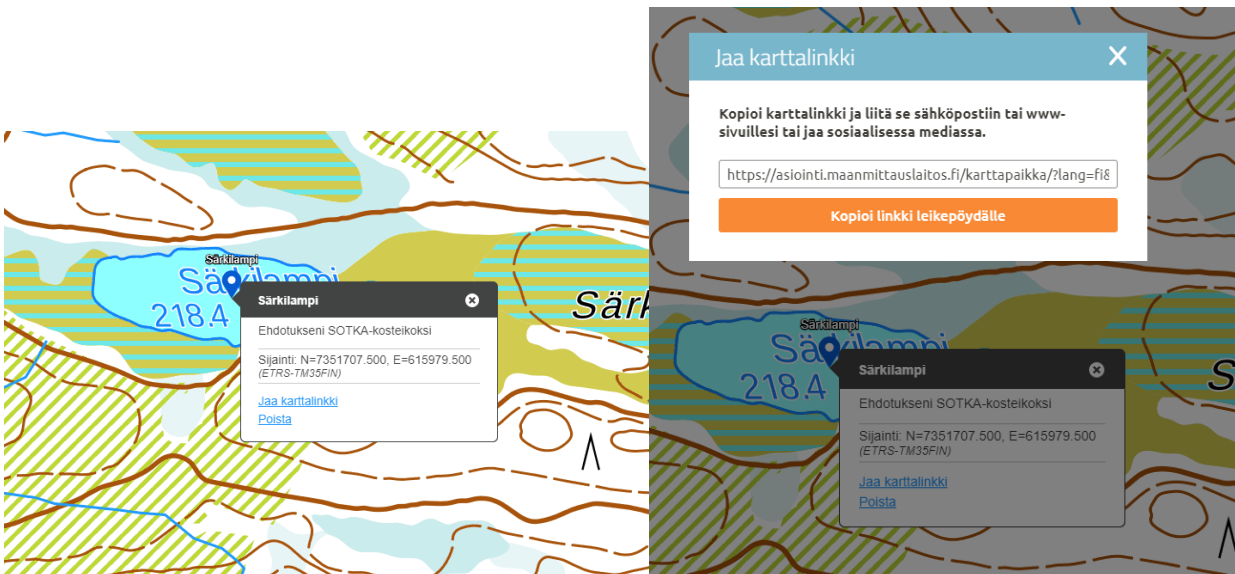 Särkilampi
Särkilampi
218.4
Särkilampi
Ehdotukseni SOTKA-kosteikoksi
Sijainti: N=7351707.500, E=615979.500
(ETRS-TM35FIN)
Jaa karttalinkki
Poista
Särk
Jaa karttalinkki
Kopioi karttalinkki ja liitä se sähköpostiin tai www-
sivuillesi tai jaa sosiaalisessa mediassa.
https://asiointi.maanmittauslaitos.fi/karttapaikka/?lang=fi&
Kopioi linkki leikepöydälle
Särkilampi
Särkilampi
218.4
Särkilampi
Ehdotukseni SOTKA-kosteikoksi
Sijainti: N=7351707.500, E=615979.500
(ETRS-TM35FIN)
Jaa karttalinkki
Poista
S